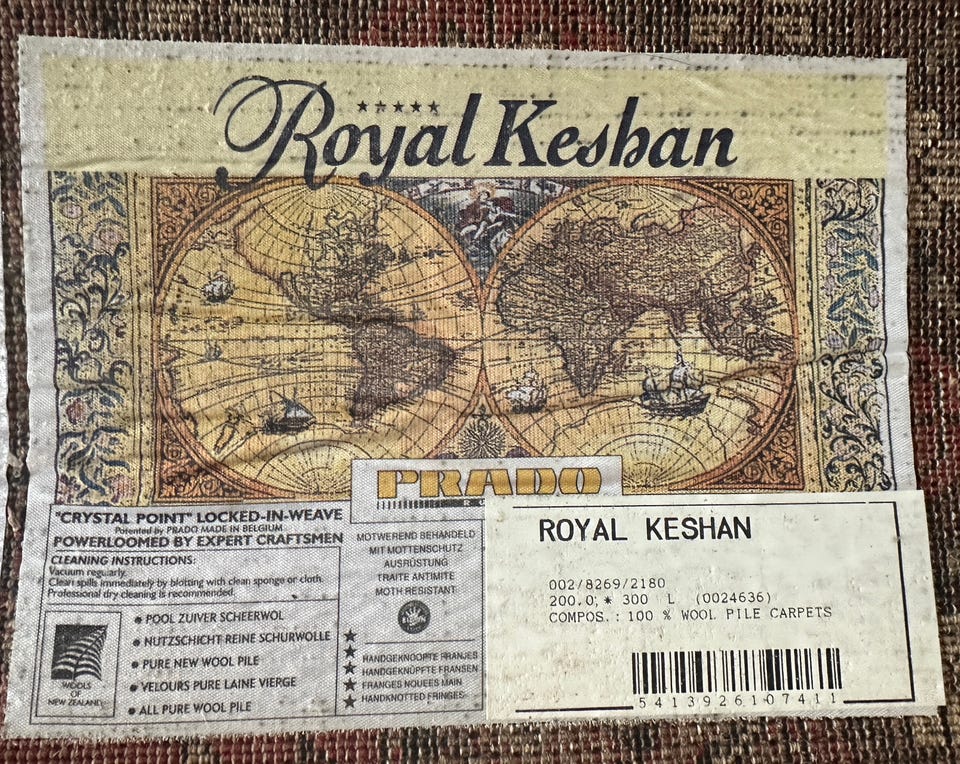 ★★★★★
Royal Keshan
PRADO
"CRYSTAL POINT" LOCKED-IN-WEAVE
Patented by PRADO MADE IN BELGIUM
POWERLOOMED BY EXPERT CRAFTSMEN
CLEANING INSTRUCTIONS:
Vacuum regularly.
Clean spills immediately by blotting with clean sponge or cloth.
Professional dry cleaning is recommended.
WOOLS
OF
NEW ZEALAND
● POOL ZUIVER SCHEERWOL
● NUTZSCHICHT REINE SCHURWOLLE
● PURE NEW WOOL PILE
● VELOURS PURE LAINE VIERGE
● ALL PURE WOOL PILE
MOTWEREND BEHANDELD
MIT MOTTENSCHUTZ
AUSRÜSTUNG
TRAITE ANTIMITE
MOTH RESISTANT
HANDGEKNOOPTE FRANJES
HANDGEKNÜPFTE FRANSEN
FRANGES NOUEES MAIN
HANDKNOTTED FRINGES
ROYAL KESHAN
002/8269/2180
200.0 * 300 L (0024636)
COMPOS.: 100 % WOOL PILE CARPETS
5413926107411